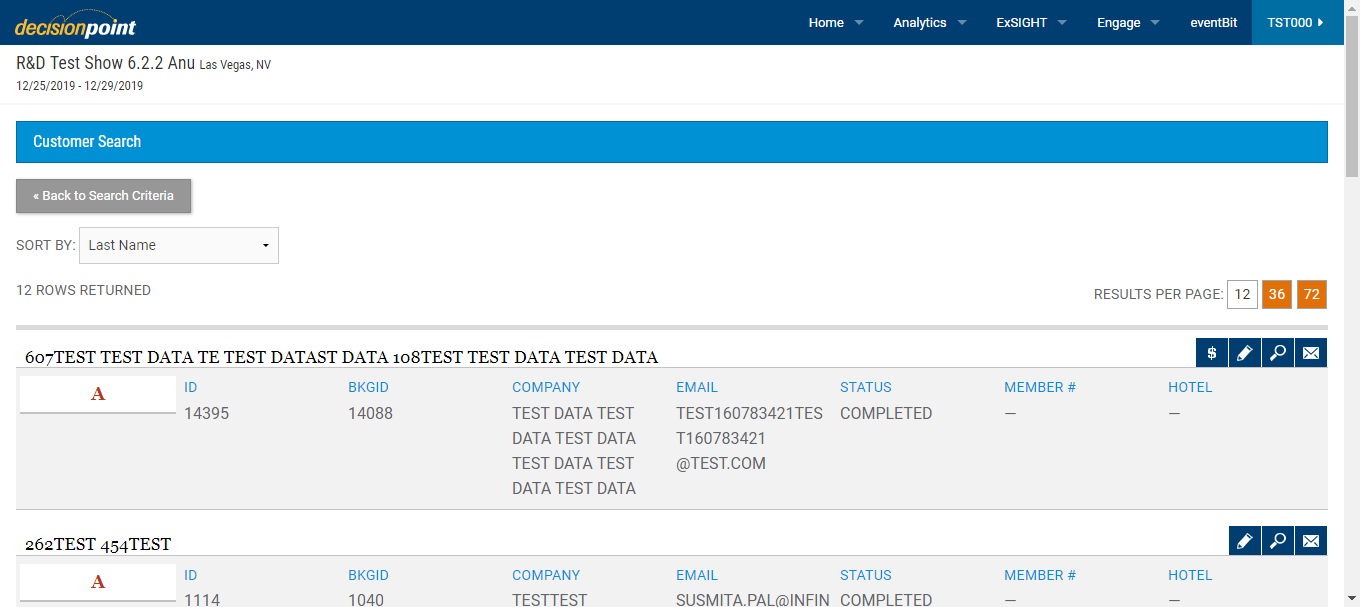 decisionpoint
Home Analytics ExSIGHT Engage eventBit TST000
R&D Test Show 6.2.2 Anu Las Vegas, NV
12/25/2019 - 12/29/2019
Customer Search
« Back to Search Criteria
SORT BY: Last Name
12 ROWS RETURNED
RESULTS PER PAGE: 12 36 72
607TEST TEST DATA TE TEST DATAST DATA 108TEST TEST DATA TEST DATA
$
A ID BKGID COMPANY EMAIL STATUS MEMBER # HOTEL
14395 14088 TEST DATA TEST TEST160783421TES COMPLETED — —
DATA TEST DATA T160783421
TEST DATA TEST @TEST.COM
DATA TEST DATA
262TEST 454TEST
A ID BKGID COMPANY EMAIL STATUS MEMBER # HOTEL
1114 1040 TESTTEST SUSMITA.PAL@INFIN COMPLETED — —